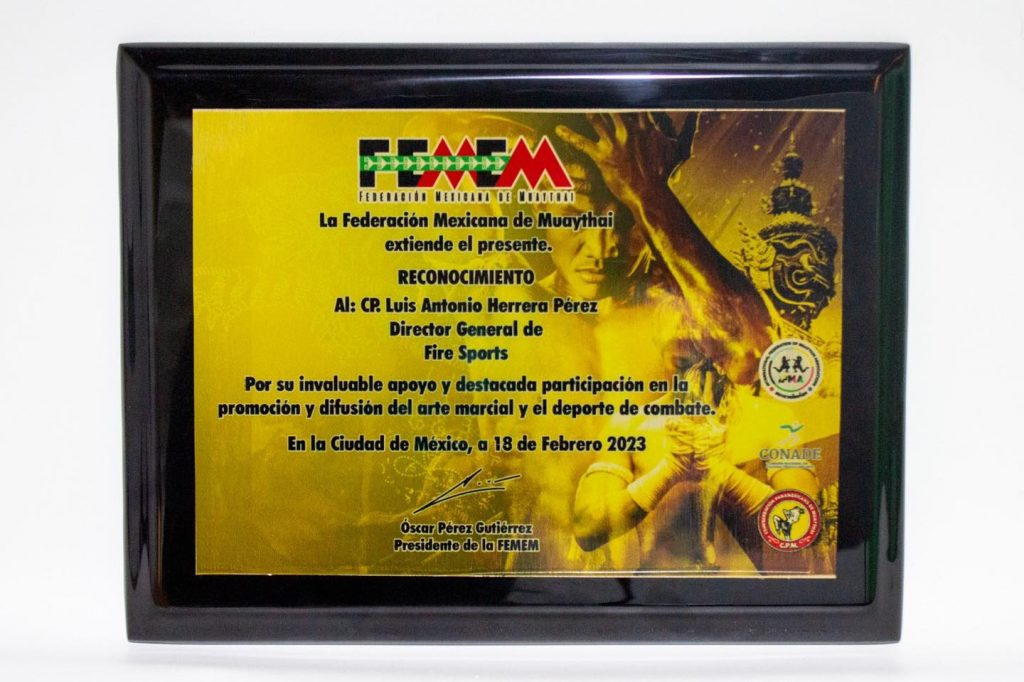 FEMEM
FEDERACIÓN MEXICANA DE MUAYTHAI
La Federación Mexicana de Muaythai
extiende el presente.
RECONOCIMIENTO
Al: CP. Luis Antonio Herrera Pérez
Director General de
Fire Sports
Por su invaluable apoyo y destacada participación en la
promoción y difusión del arte marcial y el deporte de combate.
En la Ciudad de México, a 18 de Febrero 2023
Óscar Pérez Gutiérrez
Presidente de la FEMEM
CONADE
C.P.M.